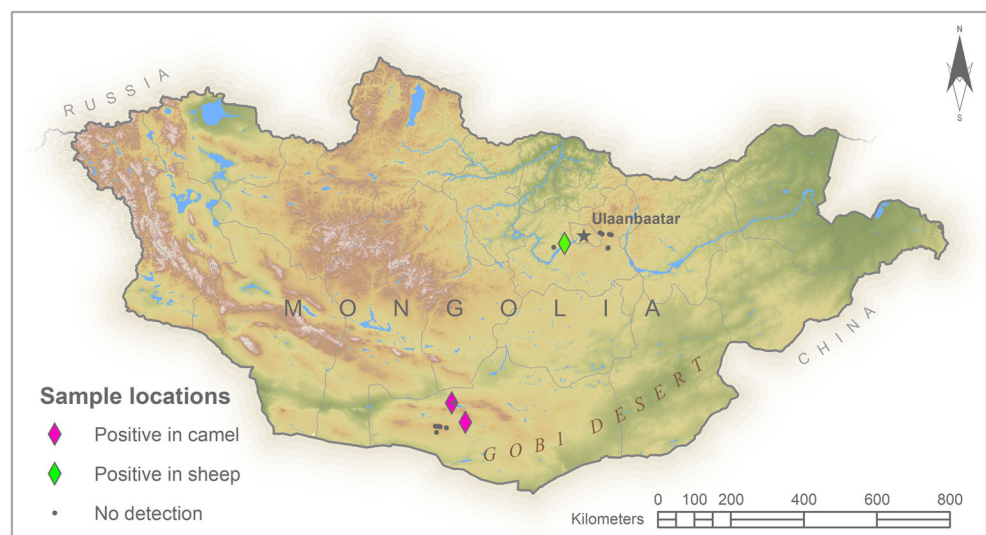 N
S
RUSSIA
Ulaanbaatar
MONGOLIA
CHINA
GOBI DESERT
Sample locations
Positive in camel
Positive in sheep
No detection
Kilometers
0 100 200 400 600 800